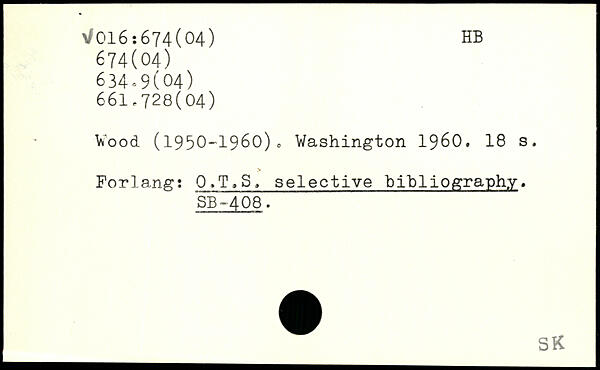 √016:674(04) HB
674(04)
634.9(04)
661.728(04)
Wood (1950-1960). Washington 1960. 18 s.
Forlang: O.T.S. selective bibliography.
SB-408.
SK